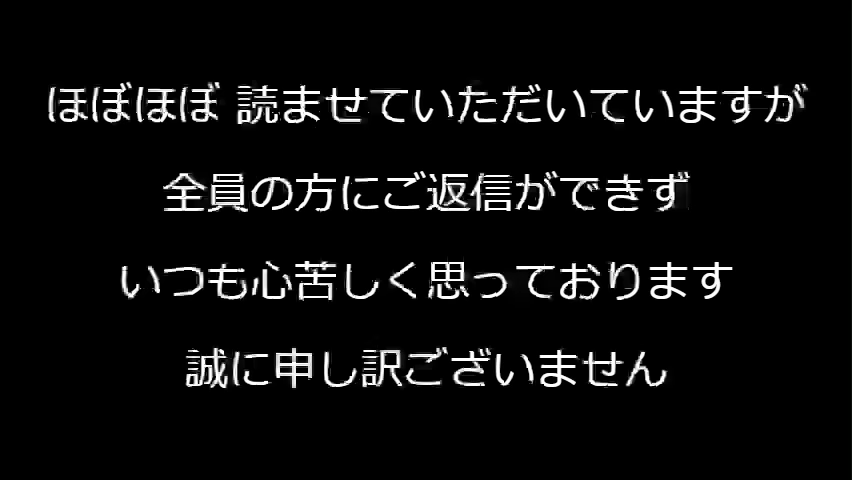 ほぼほぼ 読ませていただいていますが
全員の方にご返信ができず
いつも心苦しく思っております
誠に申し訳ございません